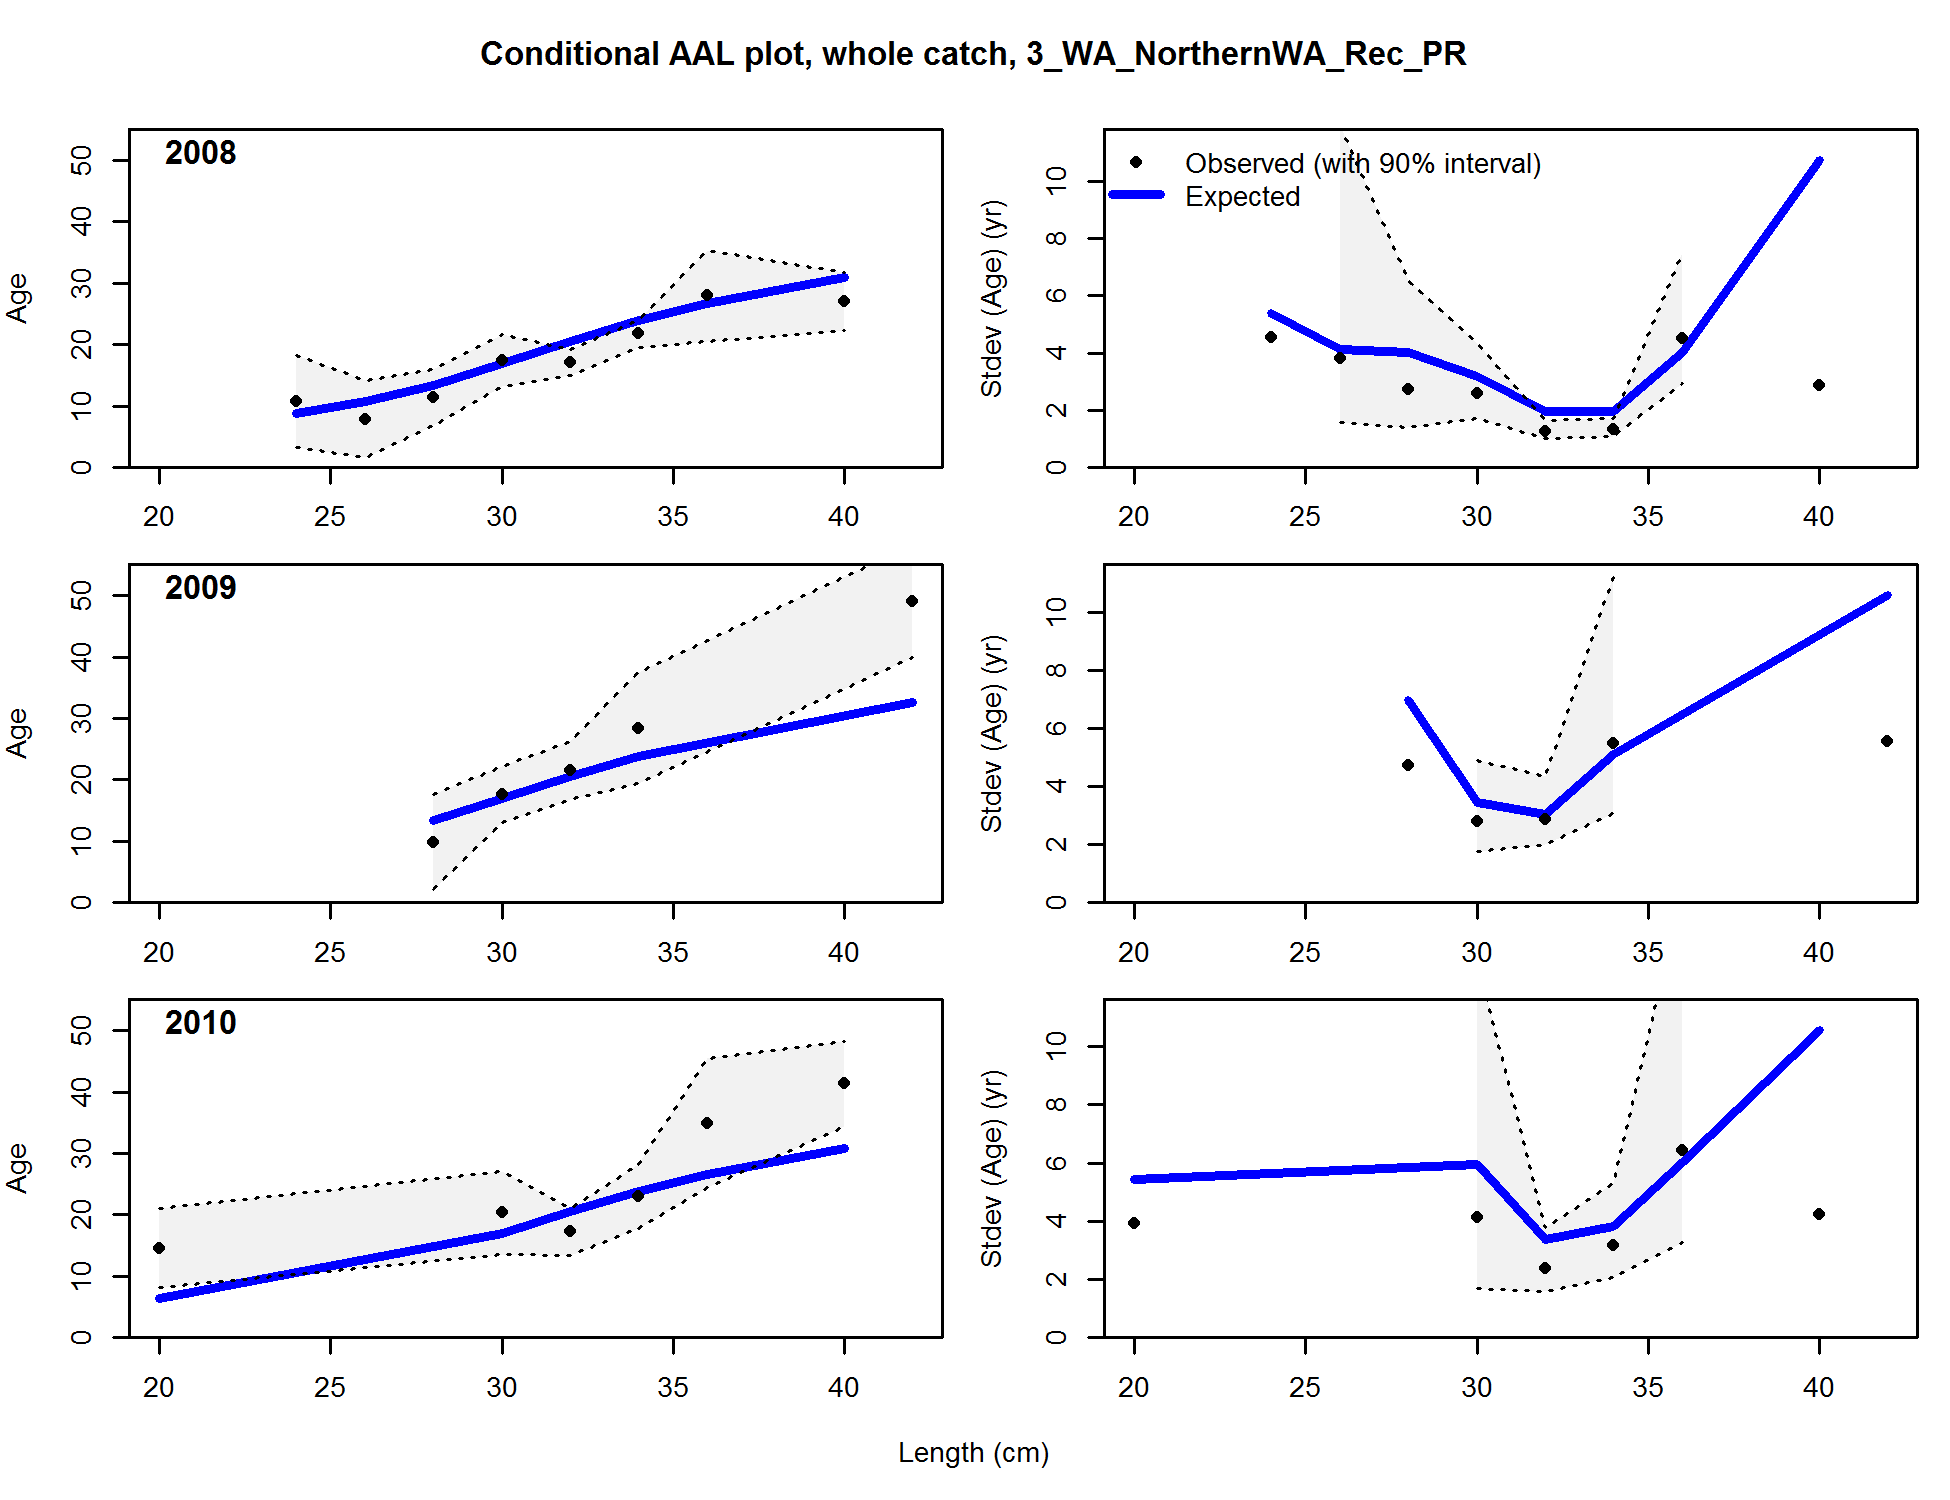 Conditional AAL plot, whole catch, 3_WA_NorthernWA_Rec_PR
2008
Age
0 10 20 30 40 50
20 25 30 35 40
Observed (with 90% interval)
Expected
Stdev (Age) (yr)
0 2 4 6 8 10
20 25 30 35 40
2009
Age
0 10 20 30 40 50
20 25 30 35 40
Stdev (Age) (yr)
0 2 4 6 8 10
20 25 30 35 40
2010
Age
0 10 20 30 40 50
20 25 30 35 40
Stdev (Age) (yr)
0 2 4 6 8 10
20 25 30 35 40
Length (cm)